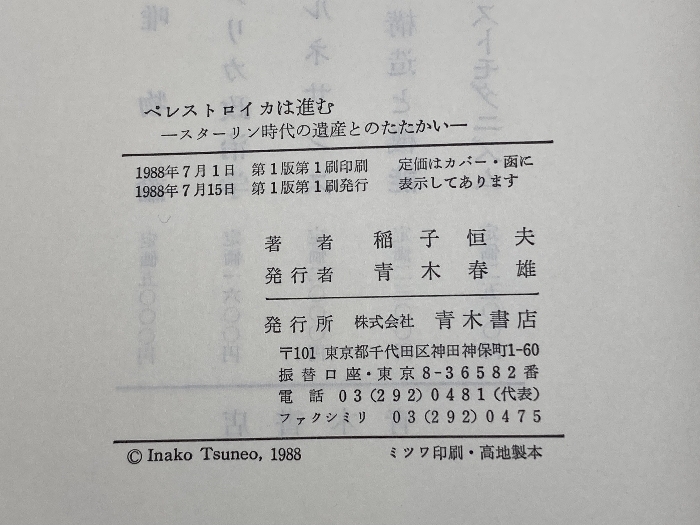 ペレストロイカは進む
―スターリン時代の遺産とのたたかい―
1988年7月1日 第1版第1刷印刷 定価はカバー・函に
1988年7月15日 第1版第1刷発行 表示してあります
著者 稲子恒夫
発行者 青木春雄
発行所 株式会社 青木書店
〒101 東京都千代田区神田神保町1-60
振替口座・東京8-36582番
電話 03(292)0481(代表)
ファクシミリ 03(292)0475
© Inako Tsuneo, 1988 ミツワ印刷・高地製本